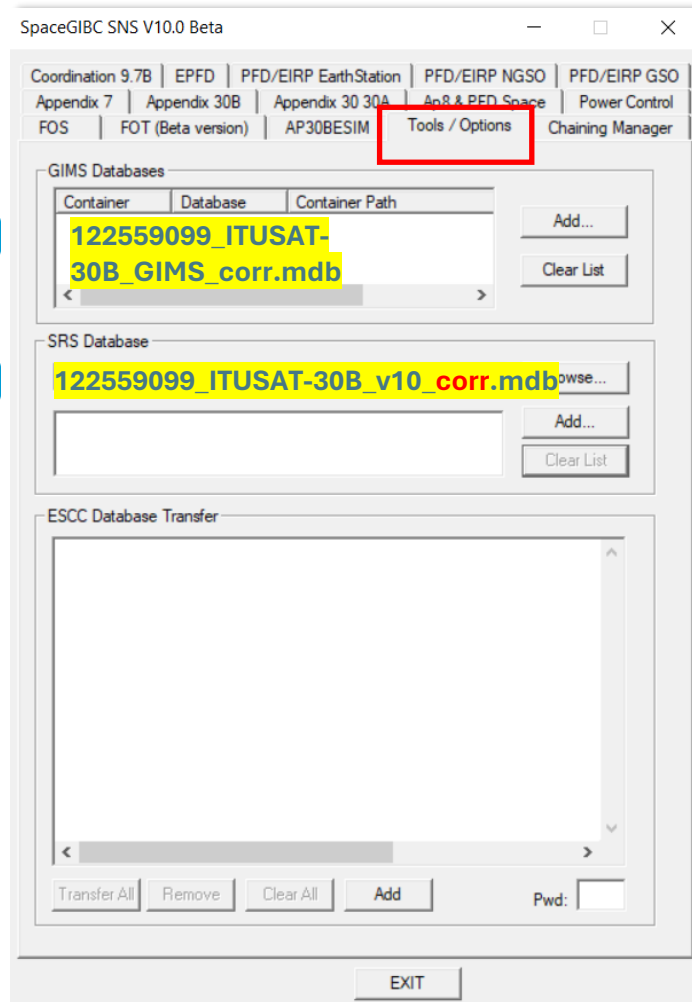 SpaceGIBC SNS V10.0 Beta
Coordination 9.7B EPFD PFD/EIRP EarthStation PFD/EIRP NGSO PFD/EIRP GSO
Appendix 7 Appendix 30B Appendix 30 30A Ap8 & PFD Space Power Control
FOS FOT (Beta version) AP30BESIM Tools / Options Chaining Manager
GIMS Databases
Container Database Container Path
Add...
122559099_ITUSAT-
30B_GIMS_corr.mdb
Clear List
SRS Database
122559099_ITUSAT-30B_v10_corr.mdb
Add...
Clear List
ESCC Database Transfer
Transfer All Remove Clear All Add Pwd:
EXIT